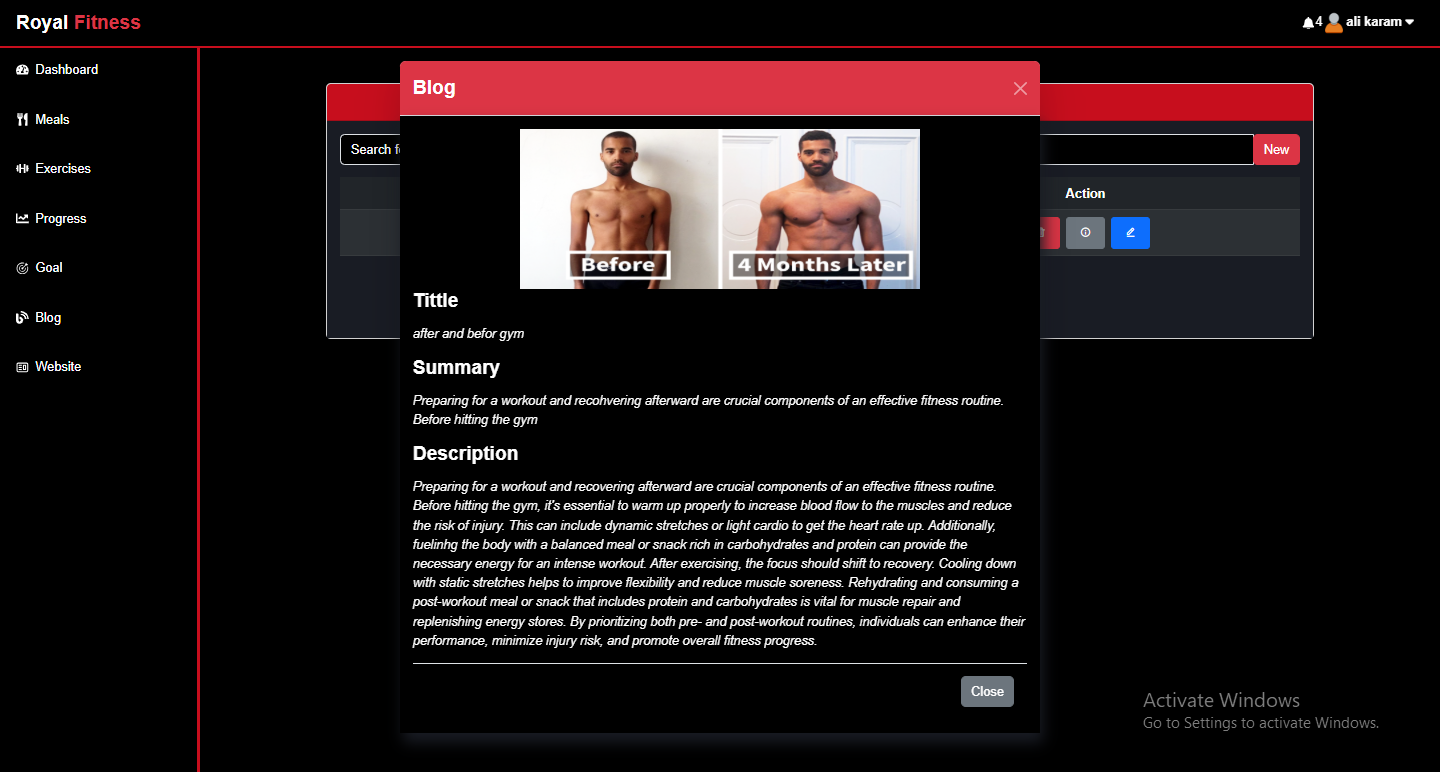 Royal Fitness
4 ali karam
Dashboard
Meals
Exercises
Progress
Goal
Blog
Website
Blog
Search
New
Action
Before
4 Months Later
Tittle
after and befor gym
Summary
Preparing for a workout and recohvering afterward are crucial components of an effective fitness routine.
Before hitting the gym
Description
Preparing for a workout and recovering afterward are crucial components of an effective fitness routine.
Before hitting the gym, it's essential to warm up properly to increase blood flow to the muscles and reduce
the risk of injury. This can include dynamic stretches or light cardio to get the heart rate up. Additionally,
fuelinhg the body with a balanced meal or snack rich in carbohydrates and protein can provide the
necessary energy for an intense workout. After exercising, the focus should shift to recovery. Cooling down
with static stretches helps to improve flexibility and reduce muscle soreness. Rehydrating and consuming a
post-workout meal or snack that includes protein and carbohydrates is vital for muscle repair and
replenishing energy stores. By prioritizing both pre- and post-workout routines, individuals can enhance their
performance, minimize injury risk, and promote overall fitness progress.
Close
Activate Windows
Go to Settings to activate Windows.